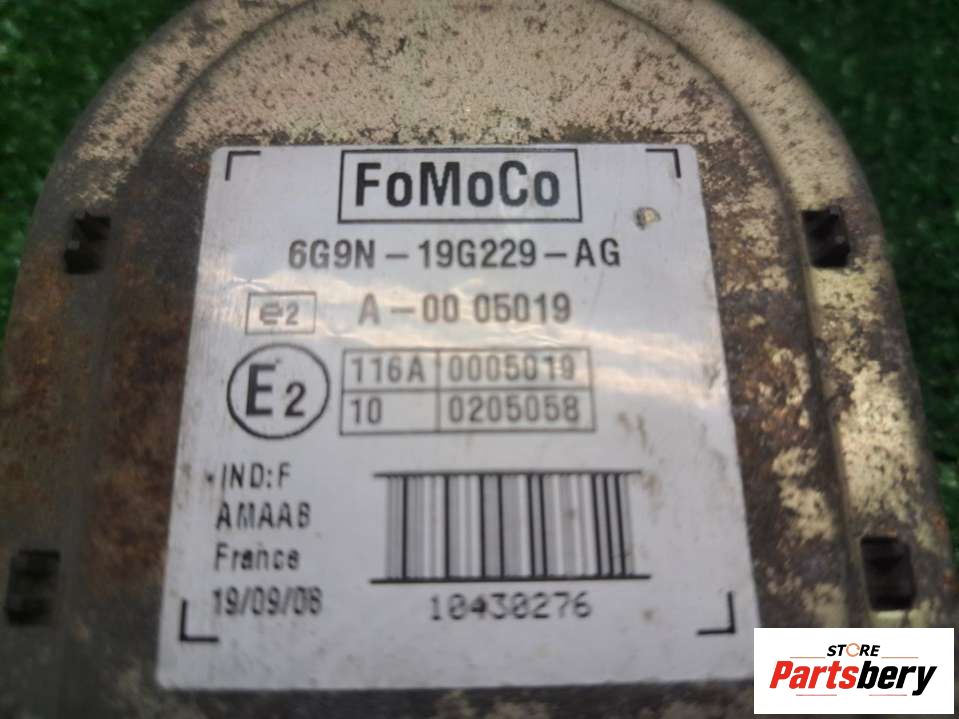 FoMoCo
6G9N-19G229-AG
e2 A-00 05019
E2 116A 0005019
10 0205058
IND:F
AMAAB
France
19/09/08
10430276
STORE
Partsbery